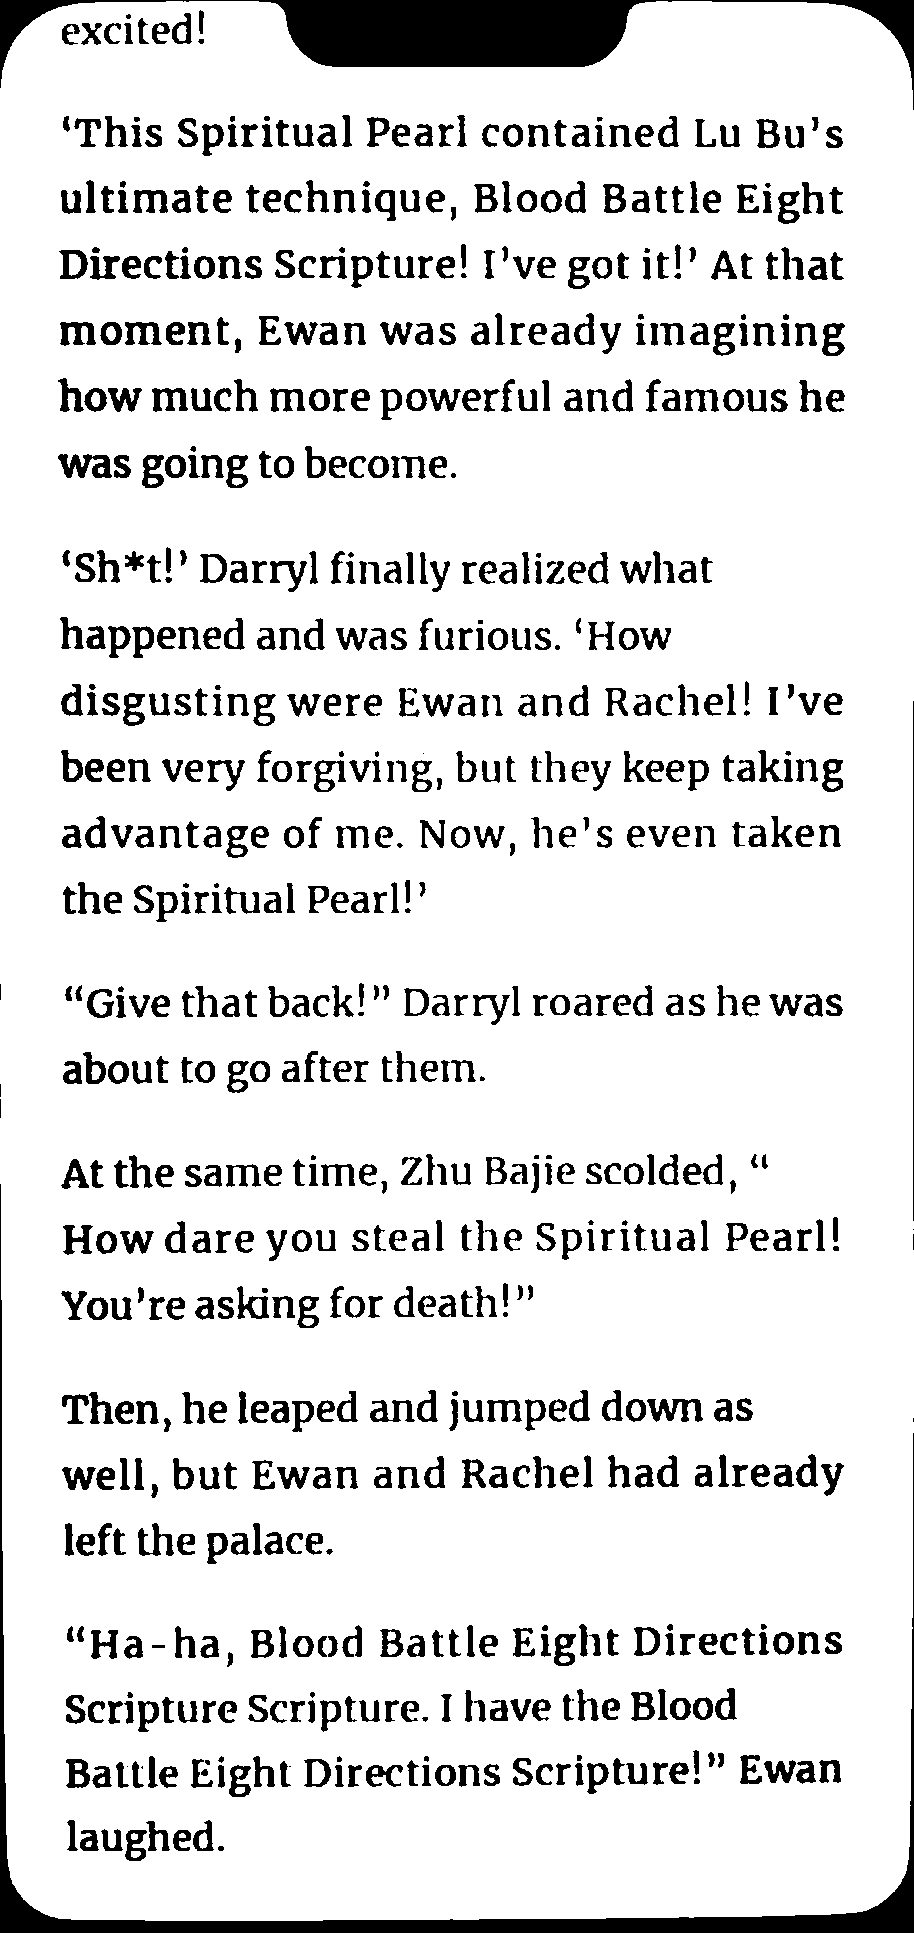 excited!
‘This Spiritual Pearl contained Lu Bu’s
ultimate technique, Blood Battle Eight
Directions Scripture! I’ve got it!’ At that
moment, Ewan was already imagining
how much more powerful and famous he
was going to become.
‘Sh*t!’ Darryl finally realized what
happened and was furious. ‘How
disgusting were Ewan and Rachel! I’ve
been very forgiving, but they keep taking
advantage of me. Now, he’s even taken
the Spiritual Pearl!’
“Give that back!” Darryl roared as he was
about to go after them.
At the same time, Zhu Bajie scolded, “
How dare you steal the Spiritual Pearl!
You’re asking for death!”
Then, he leaped and jumped down as
well, but Ewan and Rachel had already
left the palace.
“Ha-ha, Blood Battle Eight Directions
Scripture Scripture. I have the Blood
Battle Eight Directions Scripture!” Ewan
laughed.